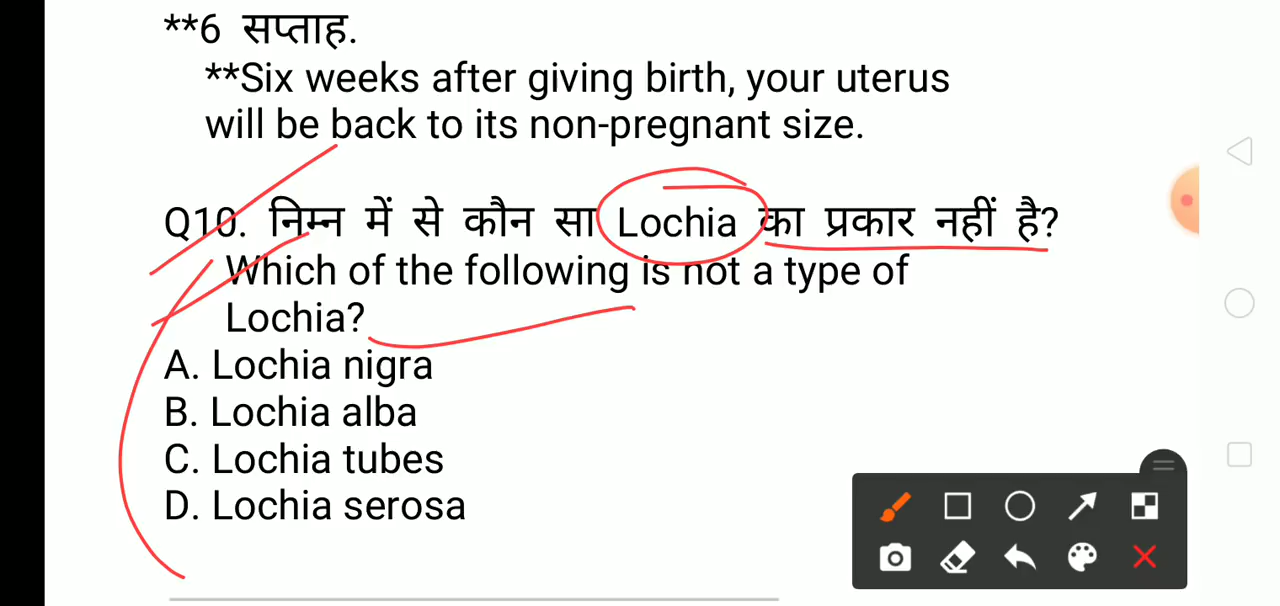 **6 सप्ताह.
**Six weeks after giving birth, your uterus
will be back to its non-pregnant size.
Q10. निम्न में से कौन सा Lochia का प्रकार नहीं है?
Which of the following is not a type of
Lochia?
A. Lochia nigra
B. Lochia alba
C. Lochia tubes
D. Lochia serosa